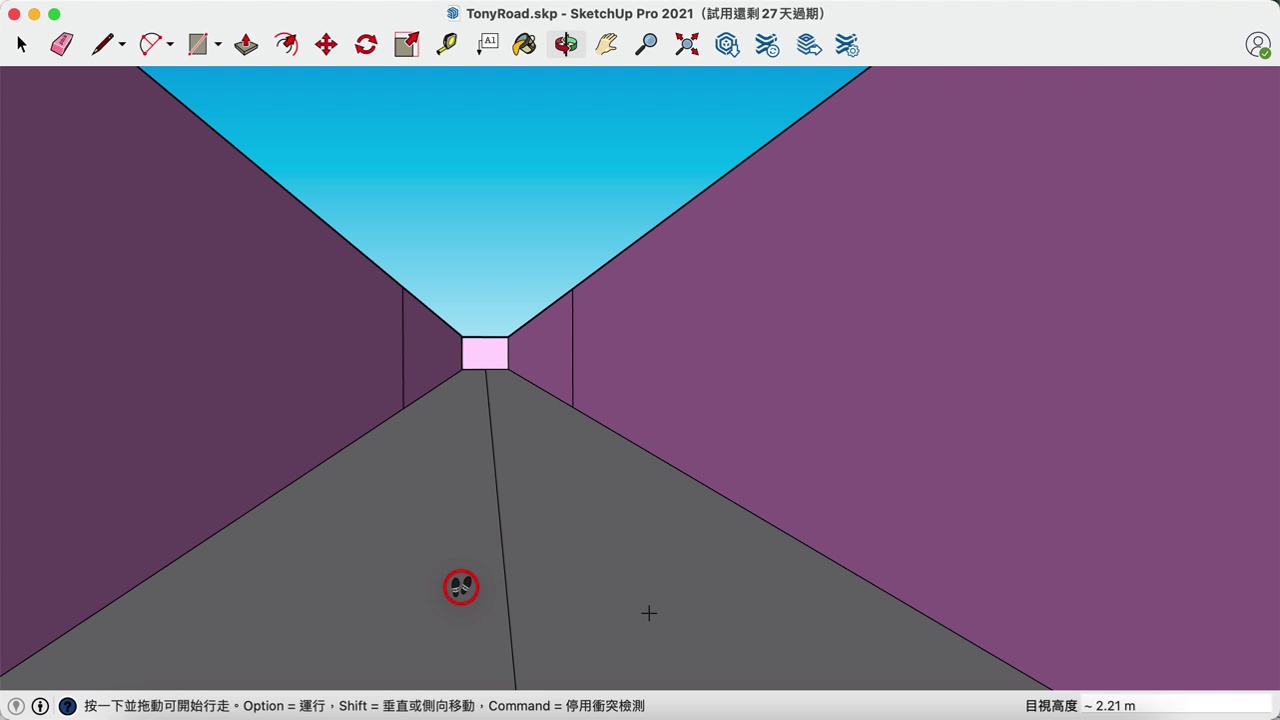 TonyRoad.skp - SketchUp Pro 2021（試用還剩 27 天過期）
A1
按一下並拖動可開始行走。Option = 運行，Shift = 垂直或側向移動，Command = 停用衝突檢測
目視高度 ~ 2.21 m